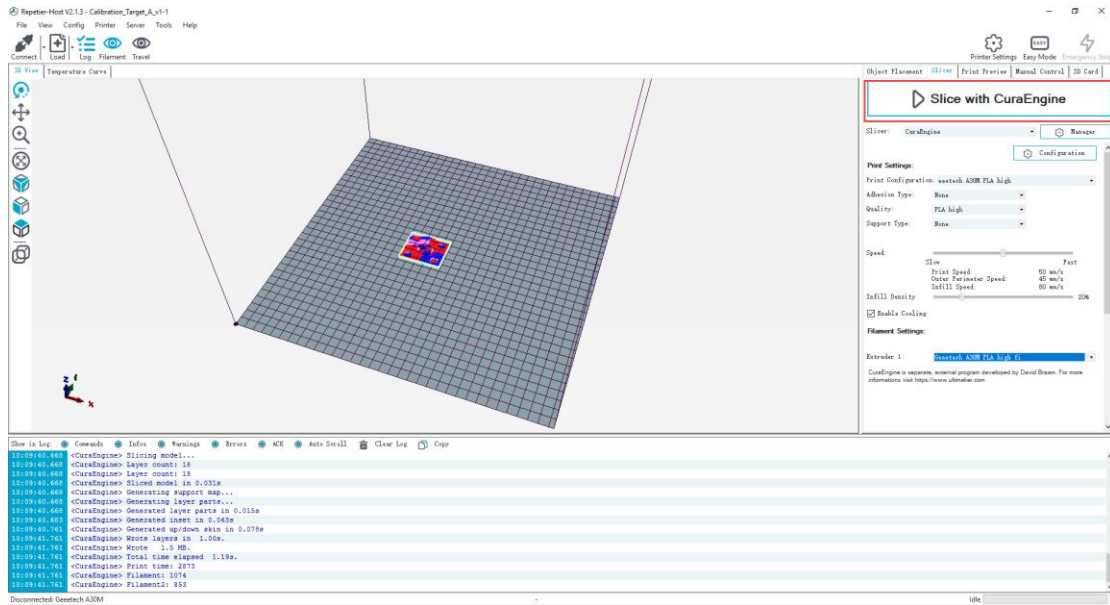 Repetier-Host V2.1.3 - Calibration_Target_A_v1-1
File View Config Printer Server Tools Help
Connect Load Log Filament Travel
Printer Settings Easy Mode Emergency Stop
EASY
3D View Temperature Curve
Object Placement Slicer Print Preview Manual Control SD Card
Slice with CuraEngine
Slicer: CuraEngine Manager
Configuration
Print Settings:
Print Configuration: geetech A30M PLA high
Adhesion Type: None
Quality: PLA high
Support Type: None
Speed:
Slow Fast
Print Speed: 50 mm/s
Outer Perimeter Speed: 45 mm/s
Infill Speed: 80 mm/s
Infill Density 20%
Enable Cooling
Filament Settings:
Extruder 1: Geeetech A30M PLA high fi
CuraEngine is separate, external program developed by David Braam. For more
informations visit https://www.ultimaker.com
z
x
Show in Log: Commands Infos Warnings Errors ACK Auto Scroll Clear Log Copy
10:09:40.668 <CuraEngine> Slicing model...
10:09:40.668 <CuraEngine> Layer count: 18
10:09:40.668 <CuraEngine> Layer count: 18
10:09:40.668 <CuraEngine> Sliced model in 0.031s
10:09:40.668 <CuraEngine> Generating support map...
10:09:40.668 <CuraEngine> Generating layer parts...
10:09:40.668 <CuraEngine> Generated layer parts in 0.015s
10:09:40.683 <CuraEngine> Generated inset in 0.063s
10:09:40.761 <CuraEngine> Generated up/down skin in 0.078s
10:09:41.761 <CuraEngine> Wrote layers in 1.00s.
10:09:41.761 <CuraEngine> Wrote 1.5 MB.
10:09:41.761 <CuraEngine> Total time elapsed 1.19s.
10:09:41.761 <CuraEngine> Print time: 2873
10:09:41.761 <CuraEngine> Filament: 1074
10:09:41.761 <CuraEngine> Filament2: 853
Disconnected: Geeetech A30M - Idle